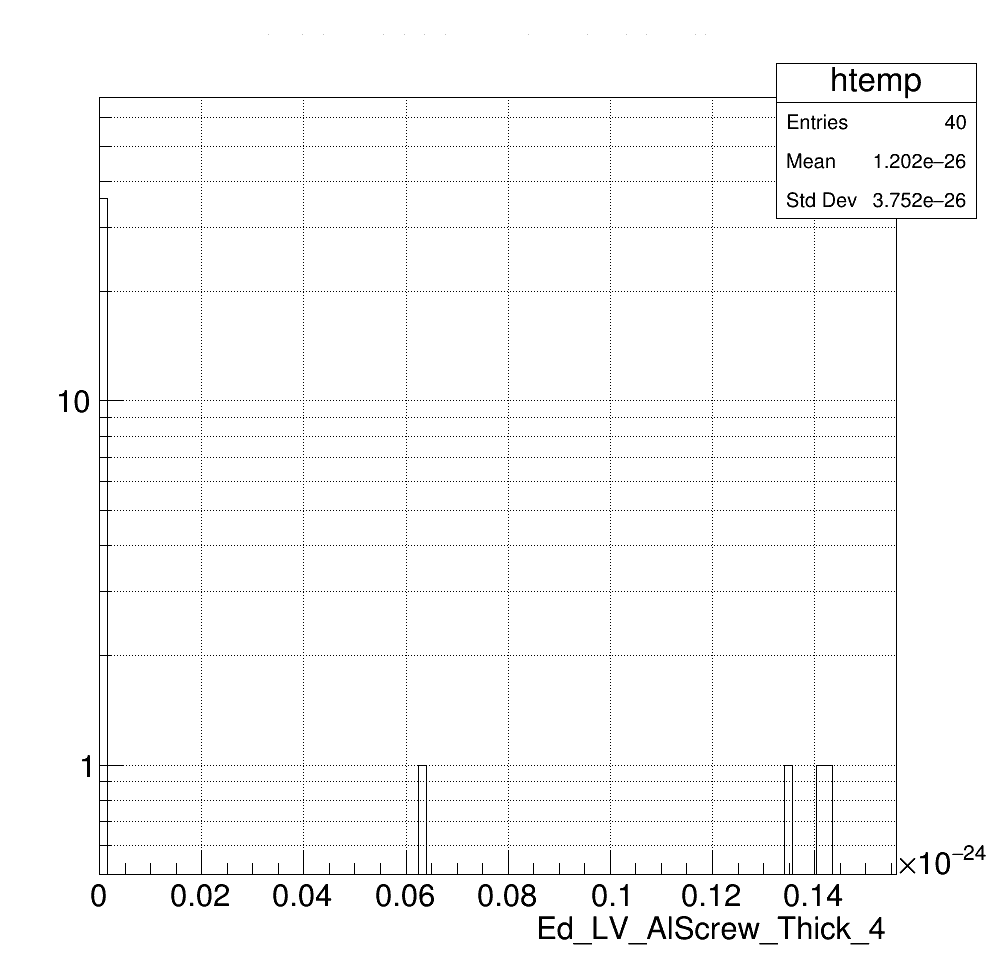 htemp
Entries 40
Mean 1.202e−26
Std Dev 3.752e−26
10
1
0 0.02 0.04 0.06 0.08 0.1 0.12 0.14
×10−24
Ed_LV_AlScrew_Thick_4